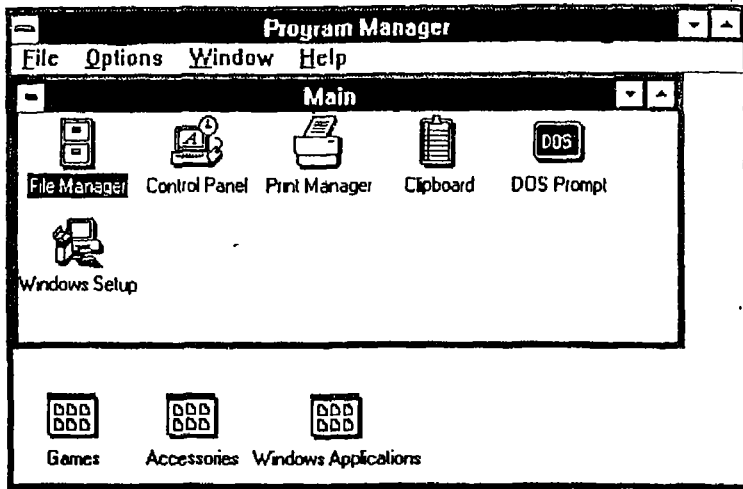 Program Manager
File Options Window Help
Main
DOS
File Manager Control Panel Print Manager Clipboard DOS Prompt
Windows Setup
Games Accessories Windows Applications